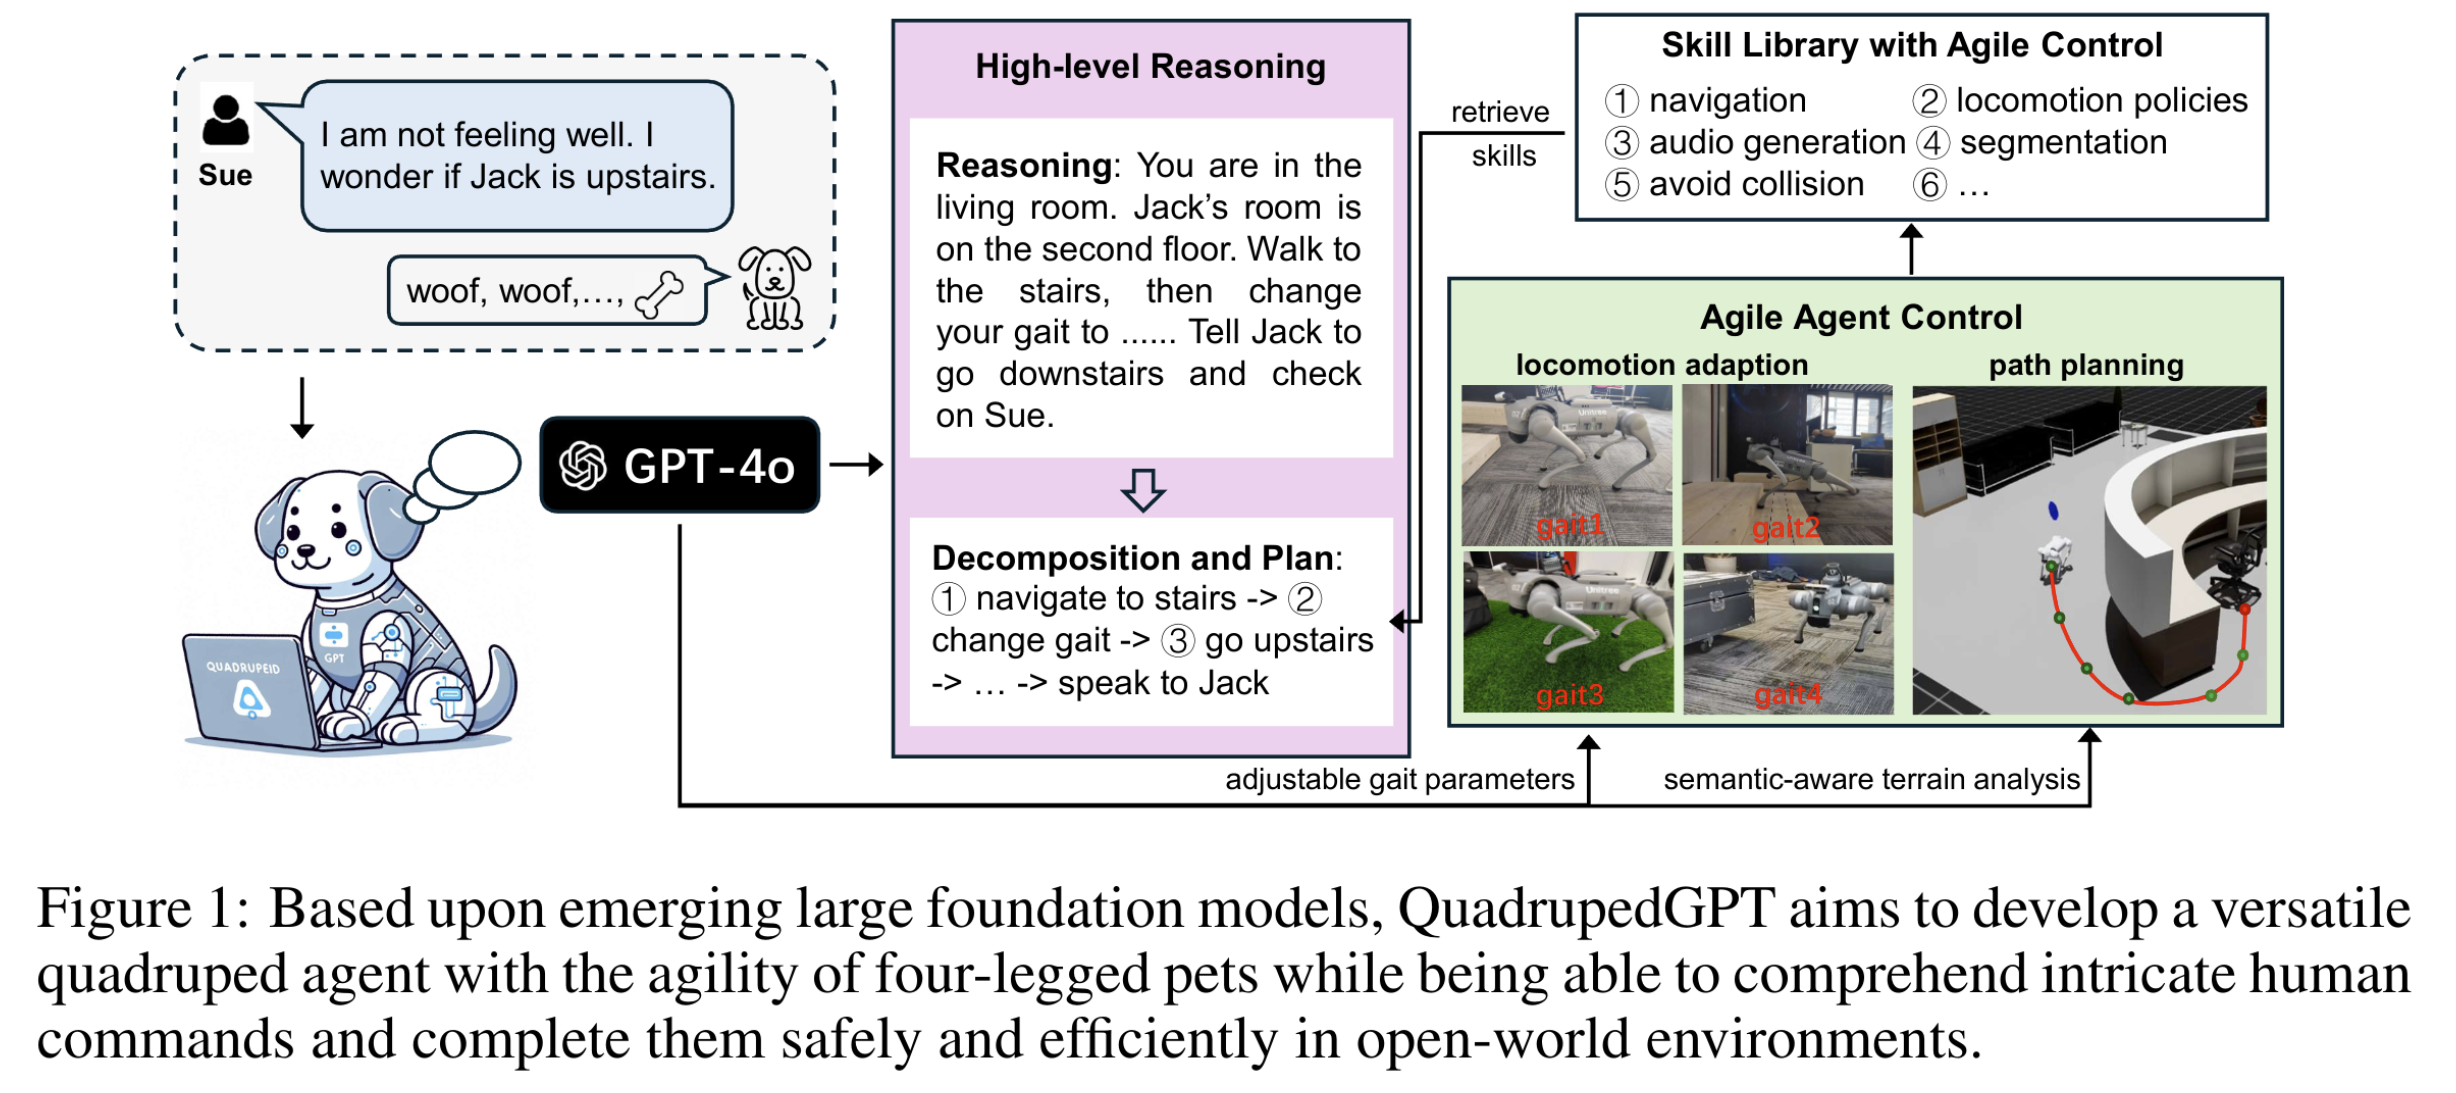 I am not feeling well. I
wonder if Jack is upstairs.
Sue
woof, woof,…,
QUADRUPEID
GPT
GPT-4o
High-level Reasoning
Reasoning: You are in the
living room. Jack’s room is
on the second floor. Walk to
the stairs, then change
your gait to ...... Tell Jack to
go downstairs and check
on Sue.
Decomposition and Plan:
① navigate to stairs -> ②
change gait -> ③ go upstairs
-> … -> speak to Jack
retrieve
skills
Skill Library with Agile Control
① navigation ② locomotion policies
③ audio generation ④ segmentation
⑤ avoid collision ⑥ …
Agile Agent Control
locomotion adaption
path planning
Unitree
gait1
gait2
Unitree
gait3
gait4
adjustable gait parameters
semantic-aware terrain analysis
Figure 1: Based upon emerging large foundation models, QuadrupedGPT aims to develop a versatile
quadruped agent with the agility of four-legged pets while being able to comprehend intricate human
commands and complete them safely and efficiently in open-world environments.